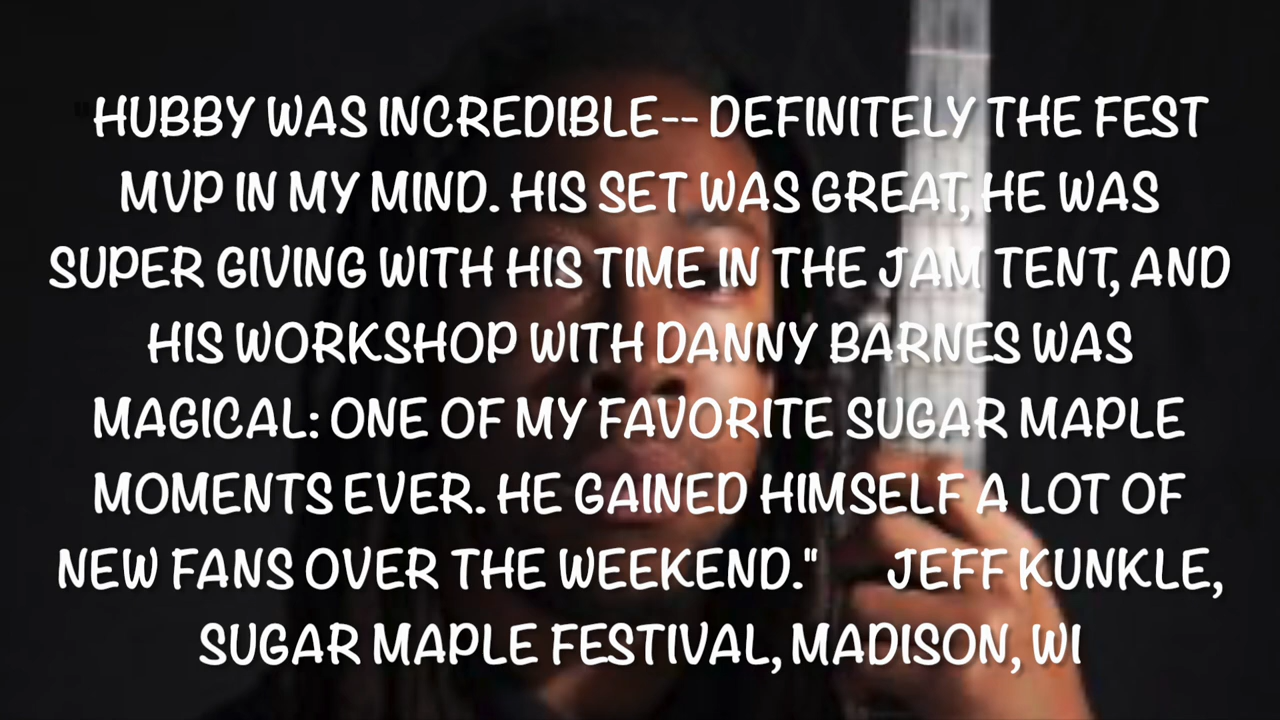 "HUBBY WAS INCREDIBLE-- DEFINITELY THE FEST
MVP IN MY MIND. HIS SET WAS GREAT, HE WAS
SUPER GIVING WITH HIS TIME IN THE JAM TENT, AND
HIS WORKSHOP WITH DANNY BARNES WAS
MAGICAL: ONE OF MY FAVORITE SUGAR MAPLE
MOMENTS EVER. HE GAINED HIMSELF A LOT OF
NEW FANS OVER THE WEEKEND." JEFF KUNKLE,
SUGAR MAPLE FESTIVAL, MADISON, WI